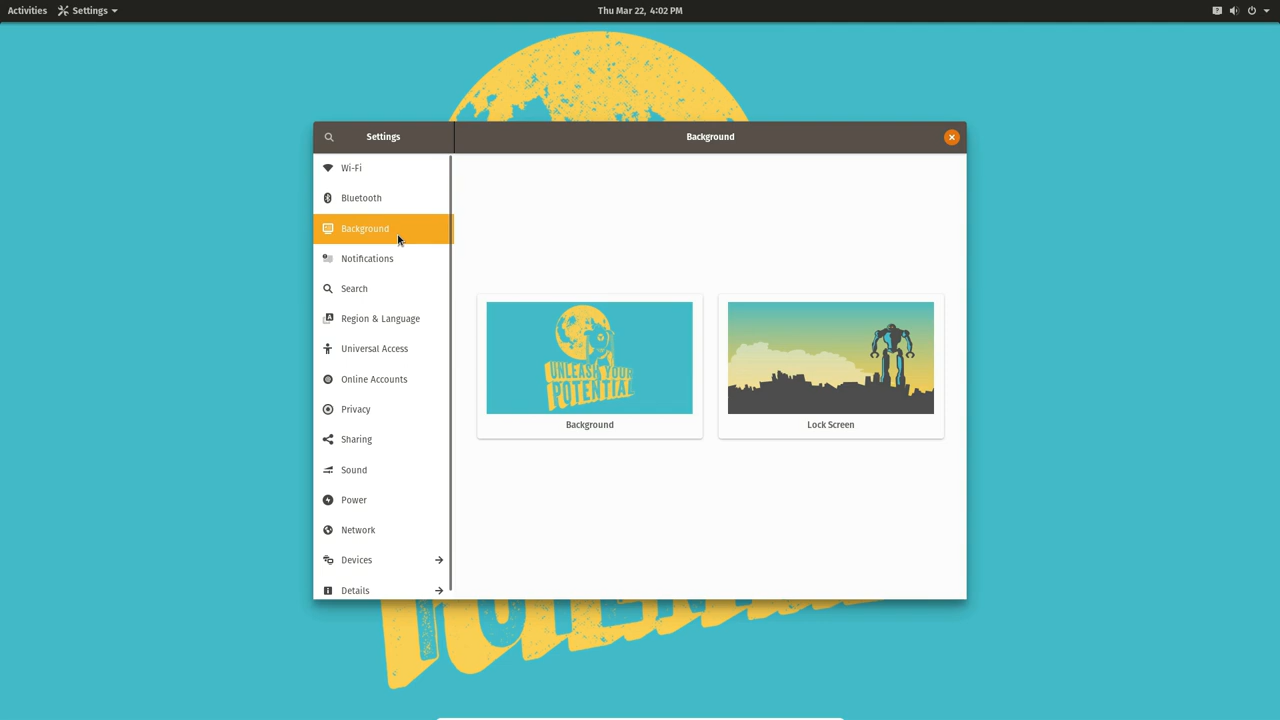 Activities Settings Thu Mar 22, 4:02 PM
Settings Background
Wi-Fi
Bluetooth
Background
Notifications
Search
Region & Language
Universal Access
Online Accounts
Privacy
Sharing
Sound
Power
Network
Devices
Details
UNLEASH YOUR
POTENTIAL
Background
Lock Screen
POTENTIAL